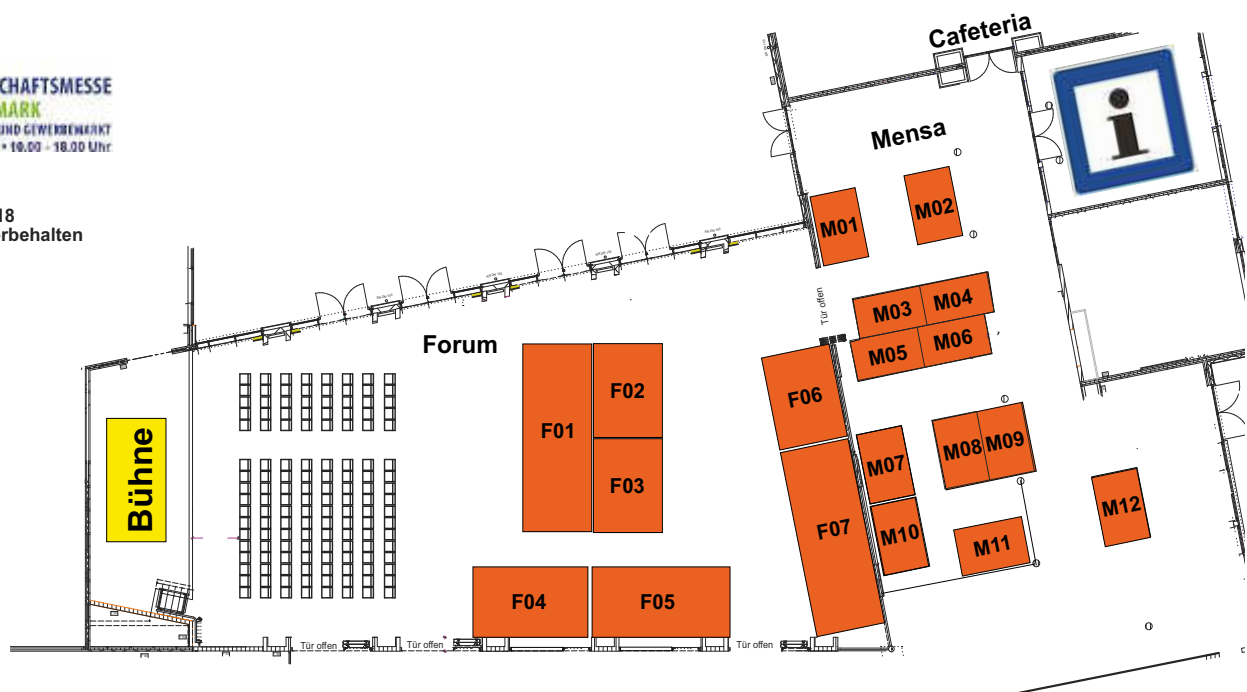 Cafeteria
CHAFTSMESSE
MARK
UND GEWERBEMARKT
• 10.00 - 18.00 Uhr
i
Mensa
18
rbehalten
M01
M02
Tür offen
M03
M04
M05
M06
Forum
F01
F02
F03
F06
F07
M07
M08
M09
M10
M11
M12
Bühne
F04
F05
Tür offen
Tür offen
Tür offen